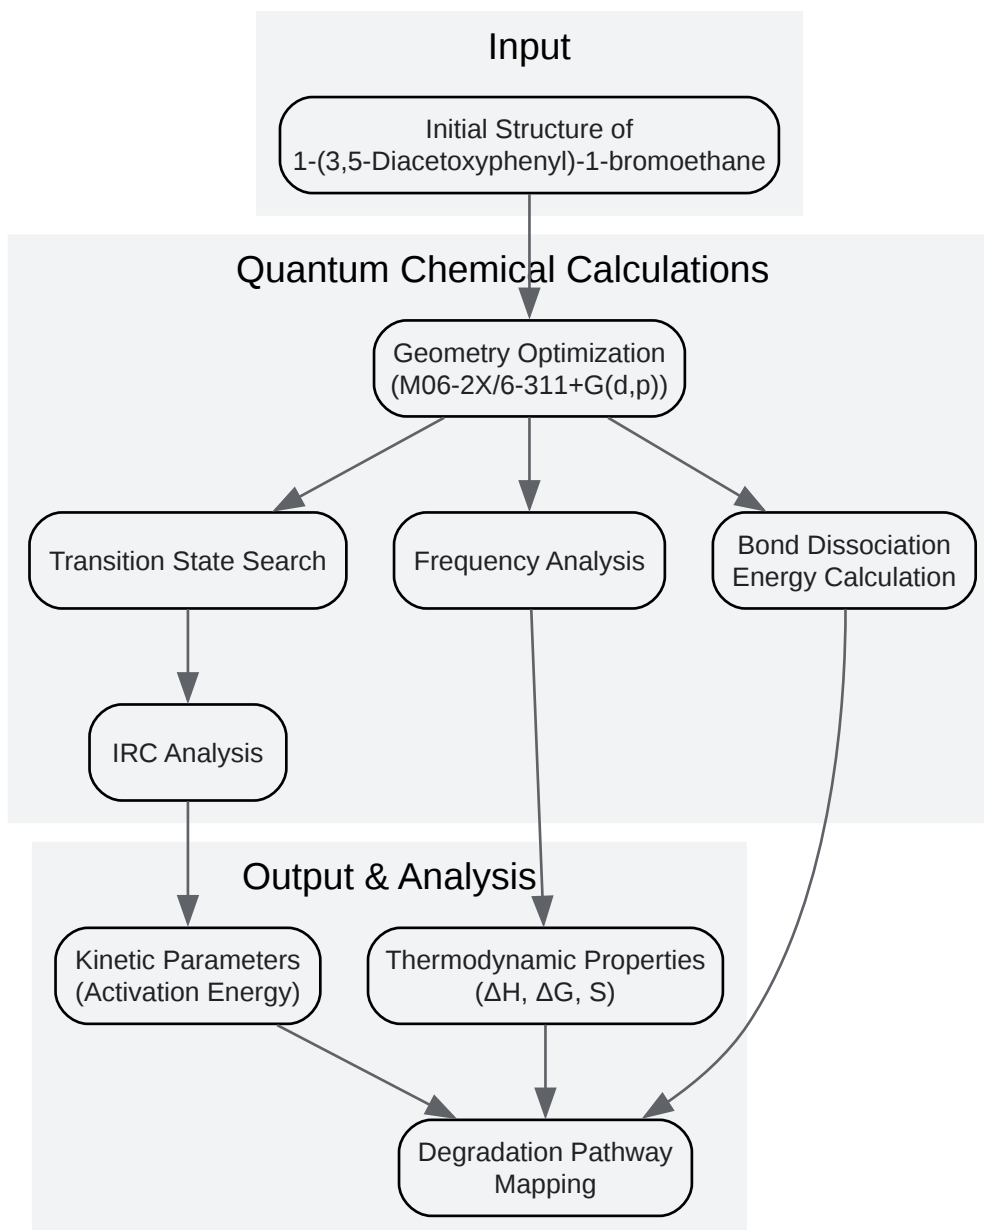 Input
Initial Structure of
1-(3,5-Diacetoxyphenyl)-1-bromoethane
Quantum Chemical Calculations
Geometry Optimization
(M06-2X/6-311+G(d,p))
Transition State Search
Frequency Analysis
Bond Dissociation
Energy Calculation
IRC Analysis
Output & Analysis
Kinetic Parameters
(Activation Energy)
Thermodynamic Properties
(ΔH, ΔG, S)
Degradation Pathway
Mapping